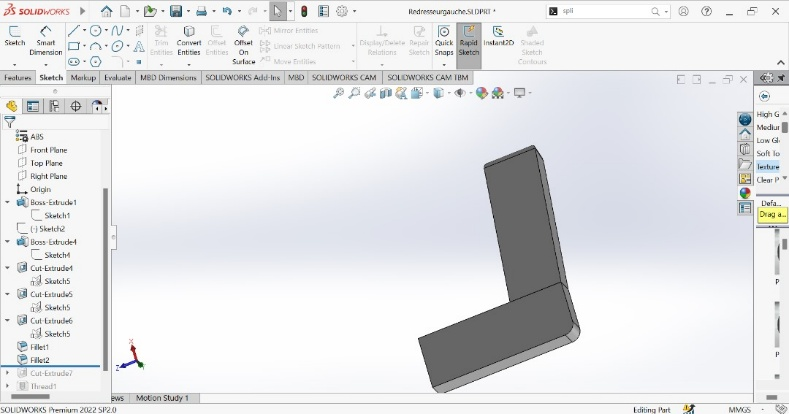 SOLIDWORKS
Redresseurgauche.SLDPRT *
spli
Sketch
Smart Dimension
Trim Entities
Convert Entities
Offset Entities
Offset On Surface
Mirror Entities
Linear Sketch Pattern
Move Entities
Display/Delete Relations
Repair Sketch
Quick Snaps
Rapid Sketch
Instant2D
Shaded Sketch Contours
Features
Sketch
Markup
Evaluate
MBD Dimensions
SOLIDWORKS Add-Ins
MBD
SOLIDWORKS CAM
SOLIDWORKS CAM TBM
ABS
Front Plane
Top Plane
Right Plane
Origin
Boss-Extrude1
Sketch1
(-) Sketch2
Boss-Extrude4
Sketch4
Cut-Extrude4
Sketch5
Cut-Extrude5
Sketch5
Cut-Extrude6
Sketch5
Fillet1
Fillet2
Cut-Extrude7
Thread1
X
Z
High G
Mediur
Low Gl
Soft To
Texture
Clear P
Defa...
Drag a...
P
P
ews
Motion Study 1
SOLIDWORKS Premium 2022 SP2.0
Editing Part
MMGS